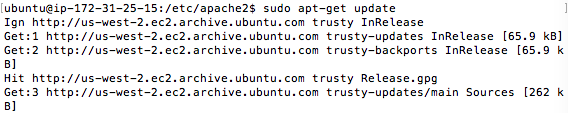 [ubuntu@ip-172-31-25-15:/etc/apache2$ sudo apt-get update
Ign http://us-west-2.ec2.archive.ubuntu.com trusty InRelease
Get:1 http://us-west-2.ec2.archive.ubuntu.com trusty-updates InRelease [65.9 kB]
Get:2 http://us-west-2.ec2.archive.ubuntu.com trusty-backports InRelease [65.9 k
B]
Hit http://us-west-2.ec2.archive.ubuntu.com trusty Release.gpg
Get:3 http://us-west-2.ec2.archive.ubuntu.com trusty-updates/main Sources [262 k
B]